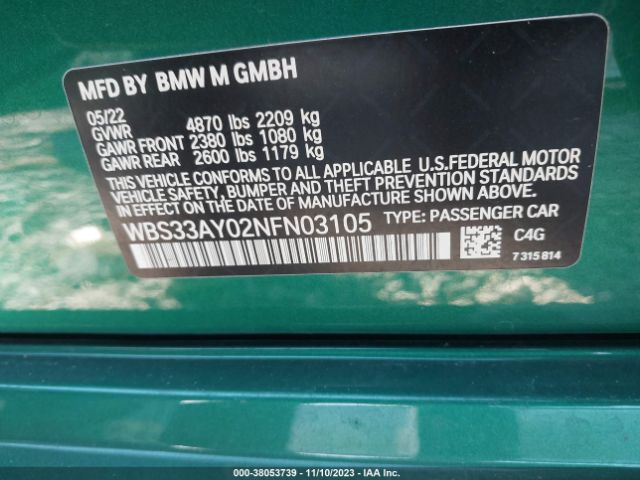 MFD BY BMW M GMBH
05/22
GVWR 4870 lbs 2209 kg
GAWR FRONT 2380 lbs 1080 kg
GAWR REAR 2600 lbs 1179 kg
THIS VEHICLE CONFORMS TO ALL APPLICABLE U.S.FEDERAL MOTOR
VEHICLE SAFETY, BUMPER AND THEFT PREVENTION STANDARDS
IN EFFECT ON THE DATE OF MANUFACTURE SHOWN ABOVE.
WBS33AY02NFN03105 TYPE: PASSENGER CAR
C4G
7 315 814
000-38053739 - 11/10/2023 - IAA Inc.